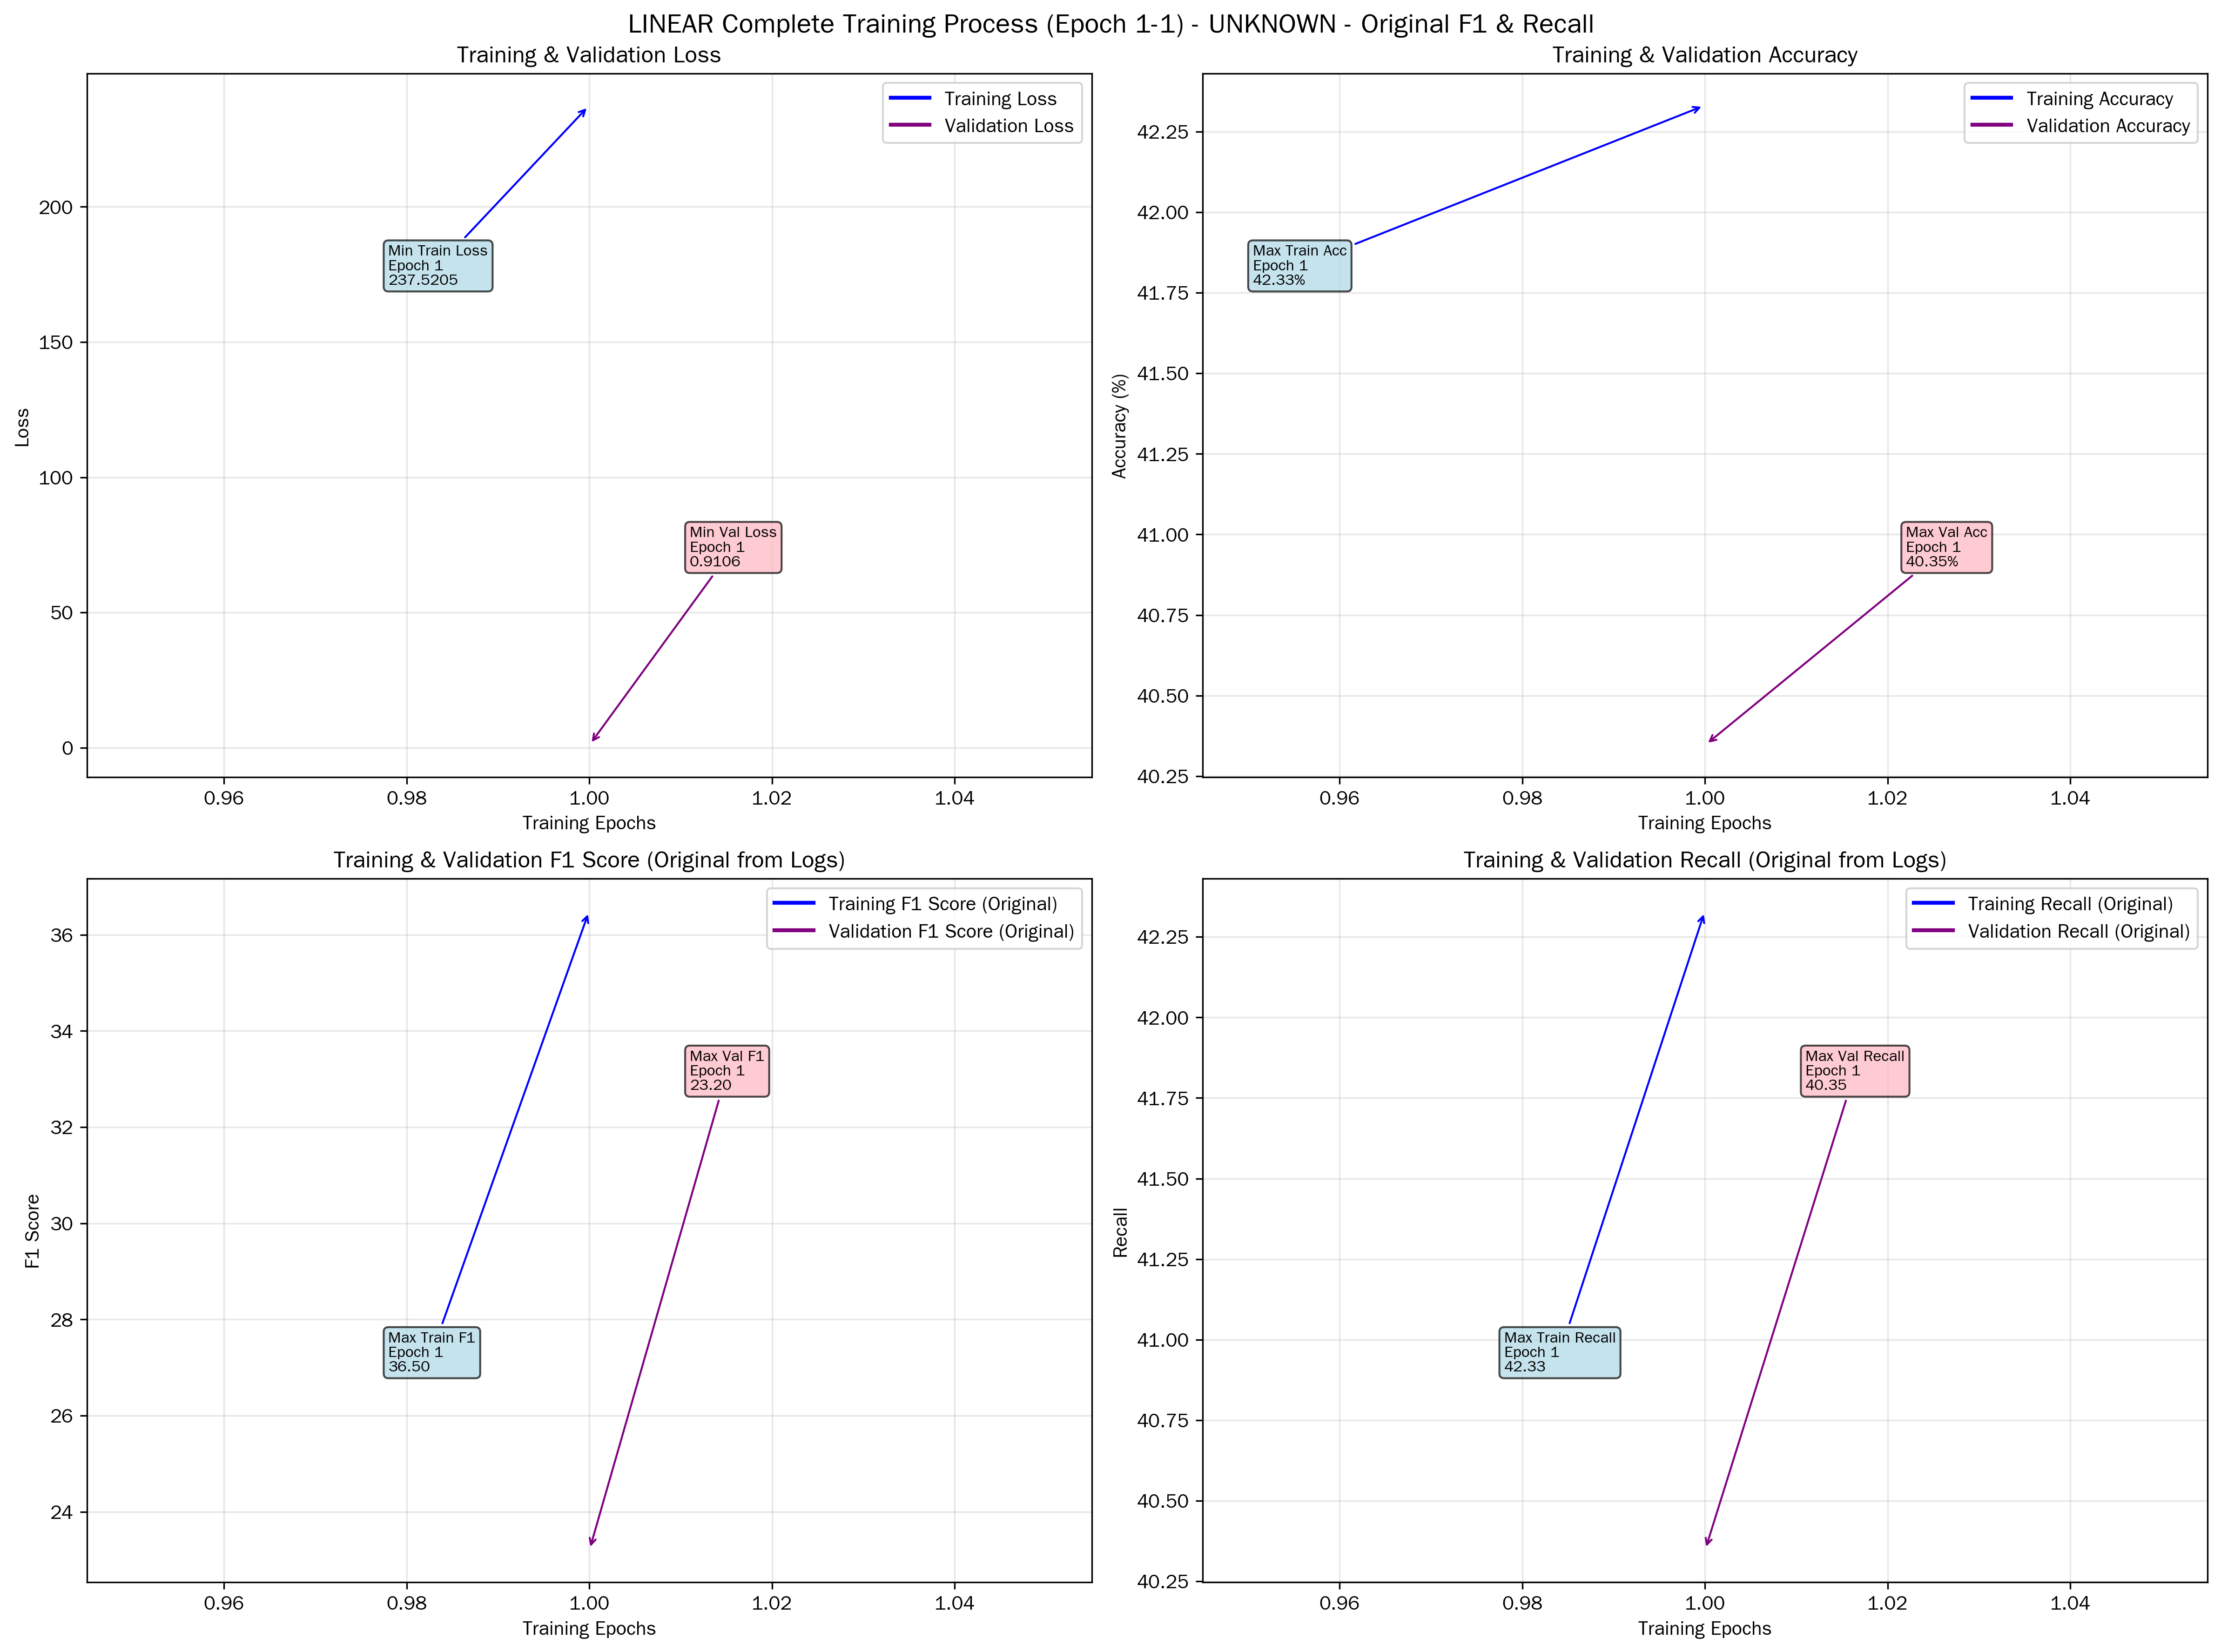 LINEAR Complete Training Process (Epoch 1-1) - UNKNOWN - Original F1 & Recall
Training & Validation Loss
Training Loss
Validation Loss
Min Train Loss
Epoch 1
237.5205
Min Val Loss
Epoch 1
0.9106
Loss
200
150
100
50
0
0.96 0.98 1.00 1.02 1.04
Training Epochs
Training & Validation Accuracy
Training Accuracy
Validation Accuracy
Max Train Acc
Epoch 1
42.33%
Max Val Acc
Epoch 1
40.35%
Accuracy (%)
42.25
42.00
41.75
41.50
41.25
41.00
40.75
40.50
40.25
0.96 0.98 1.00 1.02 1.04
Training Epochs
Training & Validation F1 Score (Original from Logs)
Training F1 Score (Original)
Validation F1 Score (Original)
Max Val F1
Epoch 1
23.20
Max Train F1
Epoch 1
36.50
F1 Score
36
34
32
30
28
26
24
0.96 0.98 1.00 1.02 1.04
Training Epochs
Training & Validation Recall (Original from Logs)
Training Recall (Original)
Validation Recall (Original)
Max Val Recall
Epoch 1
40.35
Max Train Recall
Epoch 1
42.33
Recall
42.25
42.00
41.75
41.50
41.25
41.00
40.75
40.50
40.25
0.96 0.98 1.00 1.02 1.04
Training Epochs